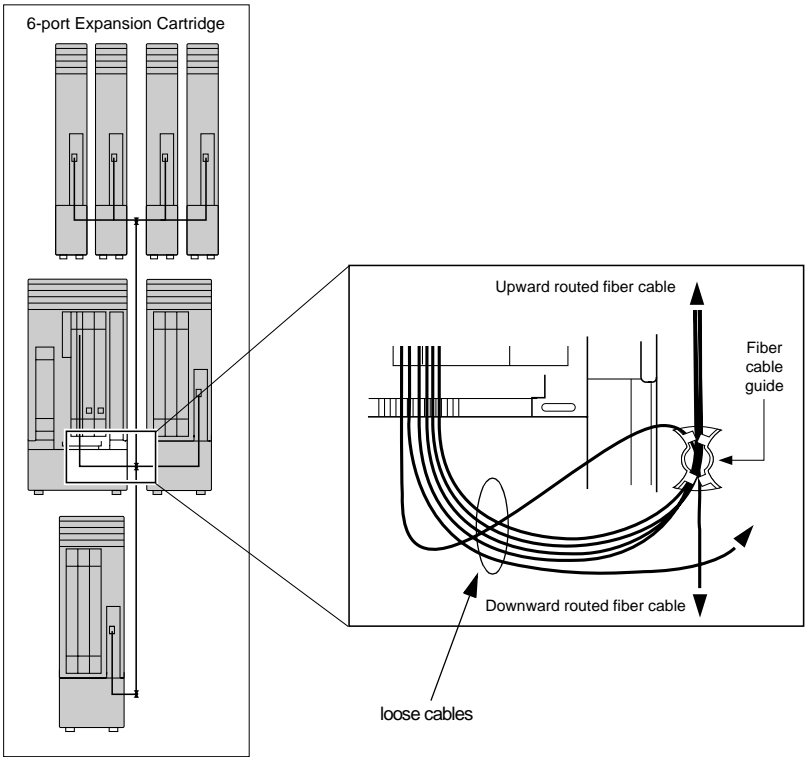 6-port Expansion Cartridge
Upward routed fiber cable
Fiber
cable
guide
Downward routed fiber cable
loose cables